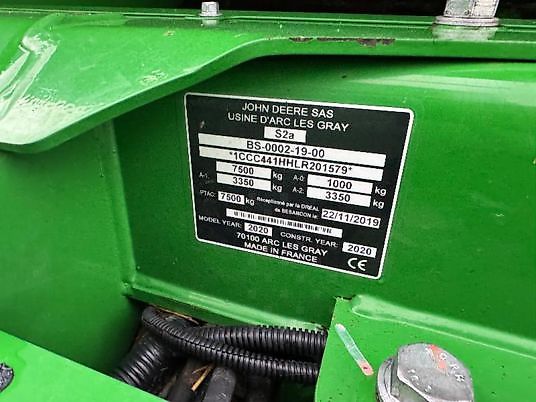 JOHN DEERE SAS
USINE D'ARC LES GRAY
S2a
BS-0002-19-00
*1CCC441HHLR201579*
7500 kg A-0: 1000 kg
A-1: 3350 kg A-2: 3350 kg
PTAC: 7500 kg Réceptionné par la DREAL de BESANCON le: 22/11/2019
MODEL YEAR: 2020 CONSTR. YEAR: 2020
70100 ARC LES GRAY
MADE IN FRANCE CE